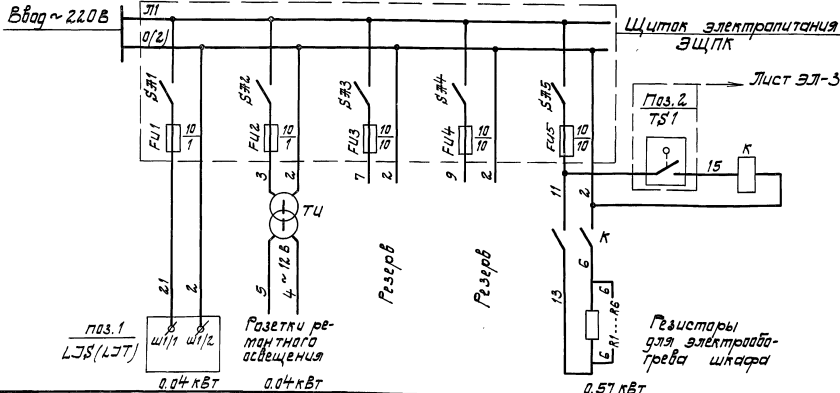 Ввод ~ 220 В
Л1
0(2)
Щиток электропитания
ЭЩПК
Лист ЭЛ-3
SA1
SA2
SA3
SA4
SA5
Поз. 2
TS1
FU1
10
1
FU2
10
1
FU3
10
10
FU4
10
10
FU5
10
10
15
К
3
2
7
2
9
2
11
2
ТЦ
К
5
4
~ 12 В
Резерв
Резерв
21
2
13
6
6
R1...R6
6
поз. 1
LJS(LJT)
Ш1/1
Ш1/2
Розетки ре-
монтного
освещения
Резисторы
для электрообо-
грева шкафа
0.04 кВт
0.04 кВт
0.57 кВт